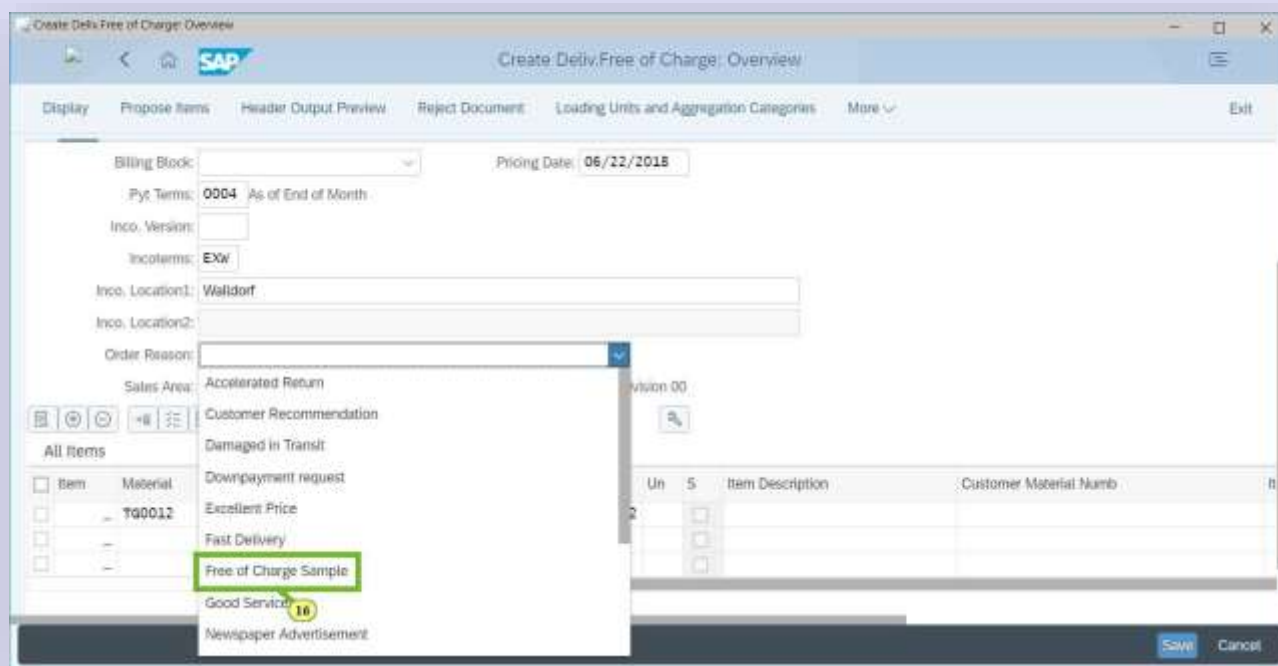 Create Deliv.Free of Charge: Overview
SAP Create Deliv.Free of Charge: Overview
Display Propose Items Header Output Preview Reject Document Loading Units and Aggregation Categories More Exit
Billing Block: Pricing Date: 06/22/2018
Pyt Terms: 0004 As of End of Month
Inco. Version:
Incoterms: EXW
Inco. Location1: Walldorf
Inco. Location2:
Order Reason:
Sales Area: Accelerated Return vision 00
Customer Recommendation
All Items Damaged in Transit
Downpayment request
Item Material Un S Item Description Customer Material Numb It
TG0012 Excellent Price 2
Fast Delivery
Free of Charge Sample
Good Service 16
Newspaper Advertisement
Save Cancel